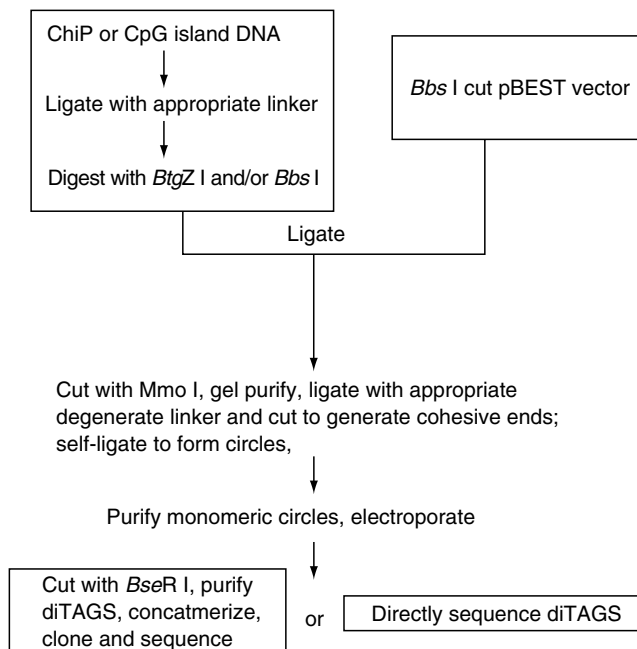 ChiP or CpG island DNA
Ligate with appropriate linker
Digest with BtgZ I and/or Bbs I
Bbs I cut pBEST vector
Ligate
Cut with Mmo I, gel purify, ligate with appropriate
degenerate linker and cut to generate cohesive ends;
self-ligate to form circles,
Purify monomeric circles, electroporate
Cut with BseR I, purify
diTAGS, concatmerize,
clone and sequence
or
Directly sequence diTAGS